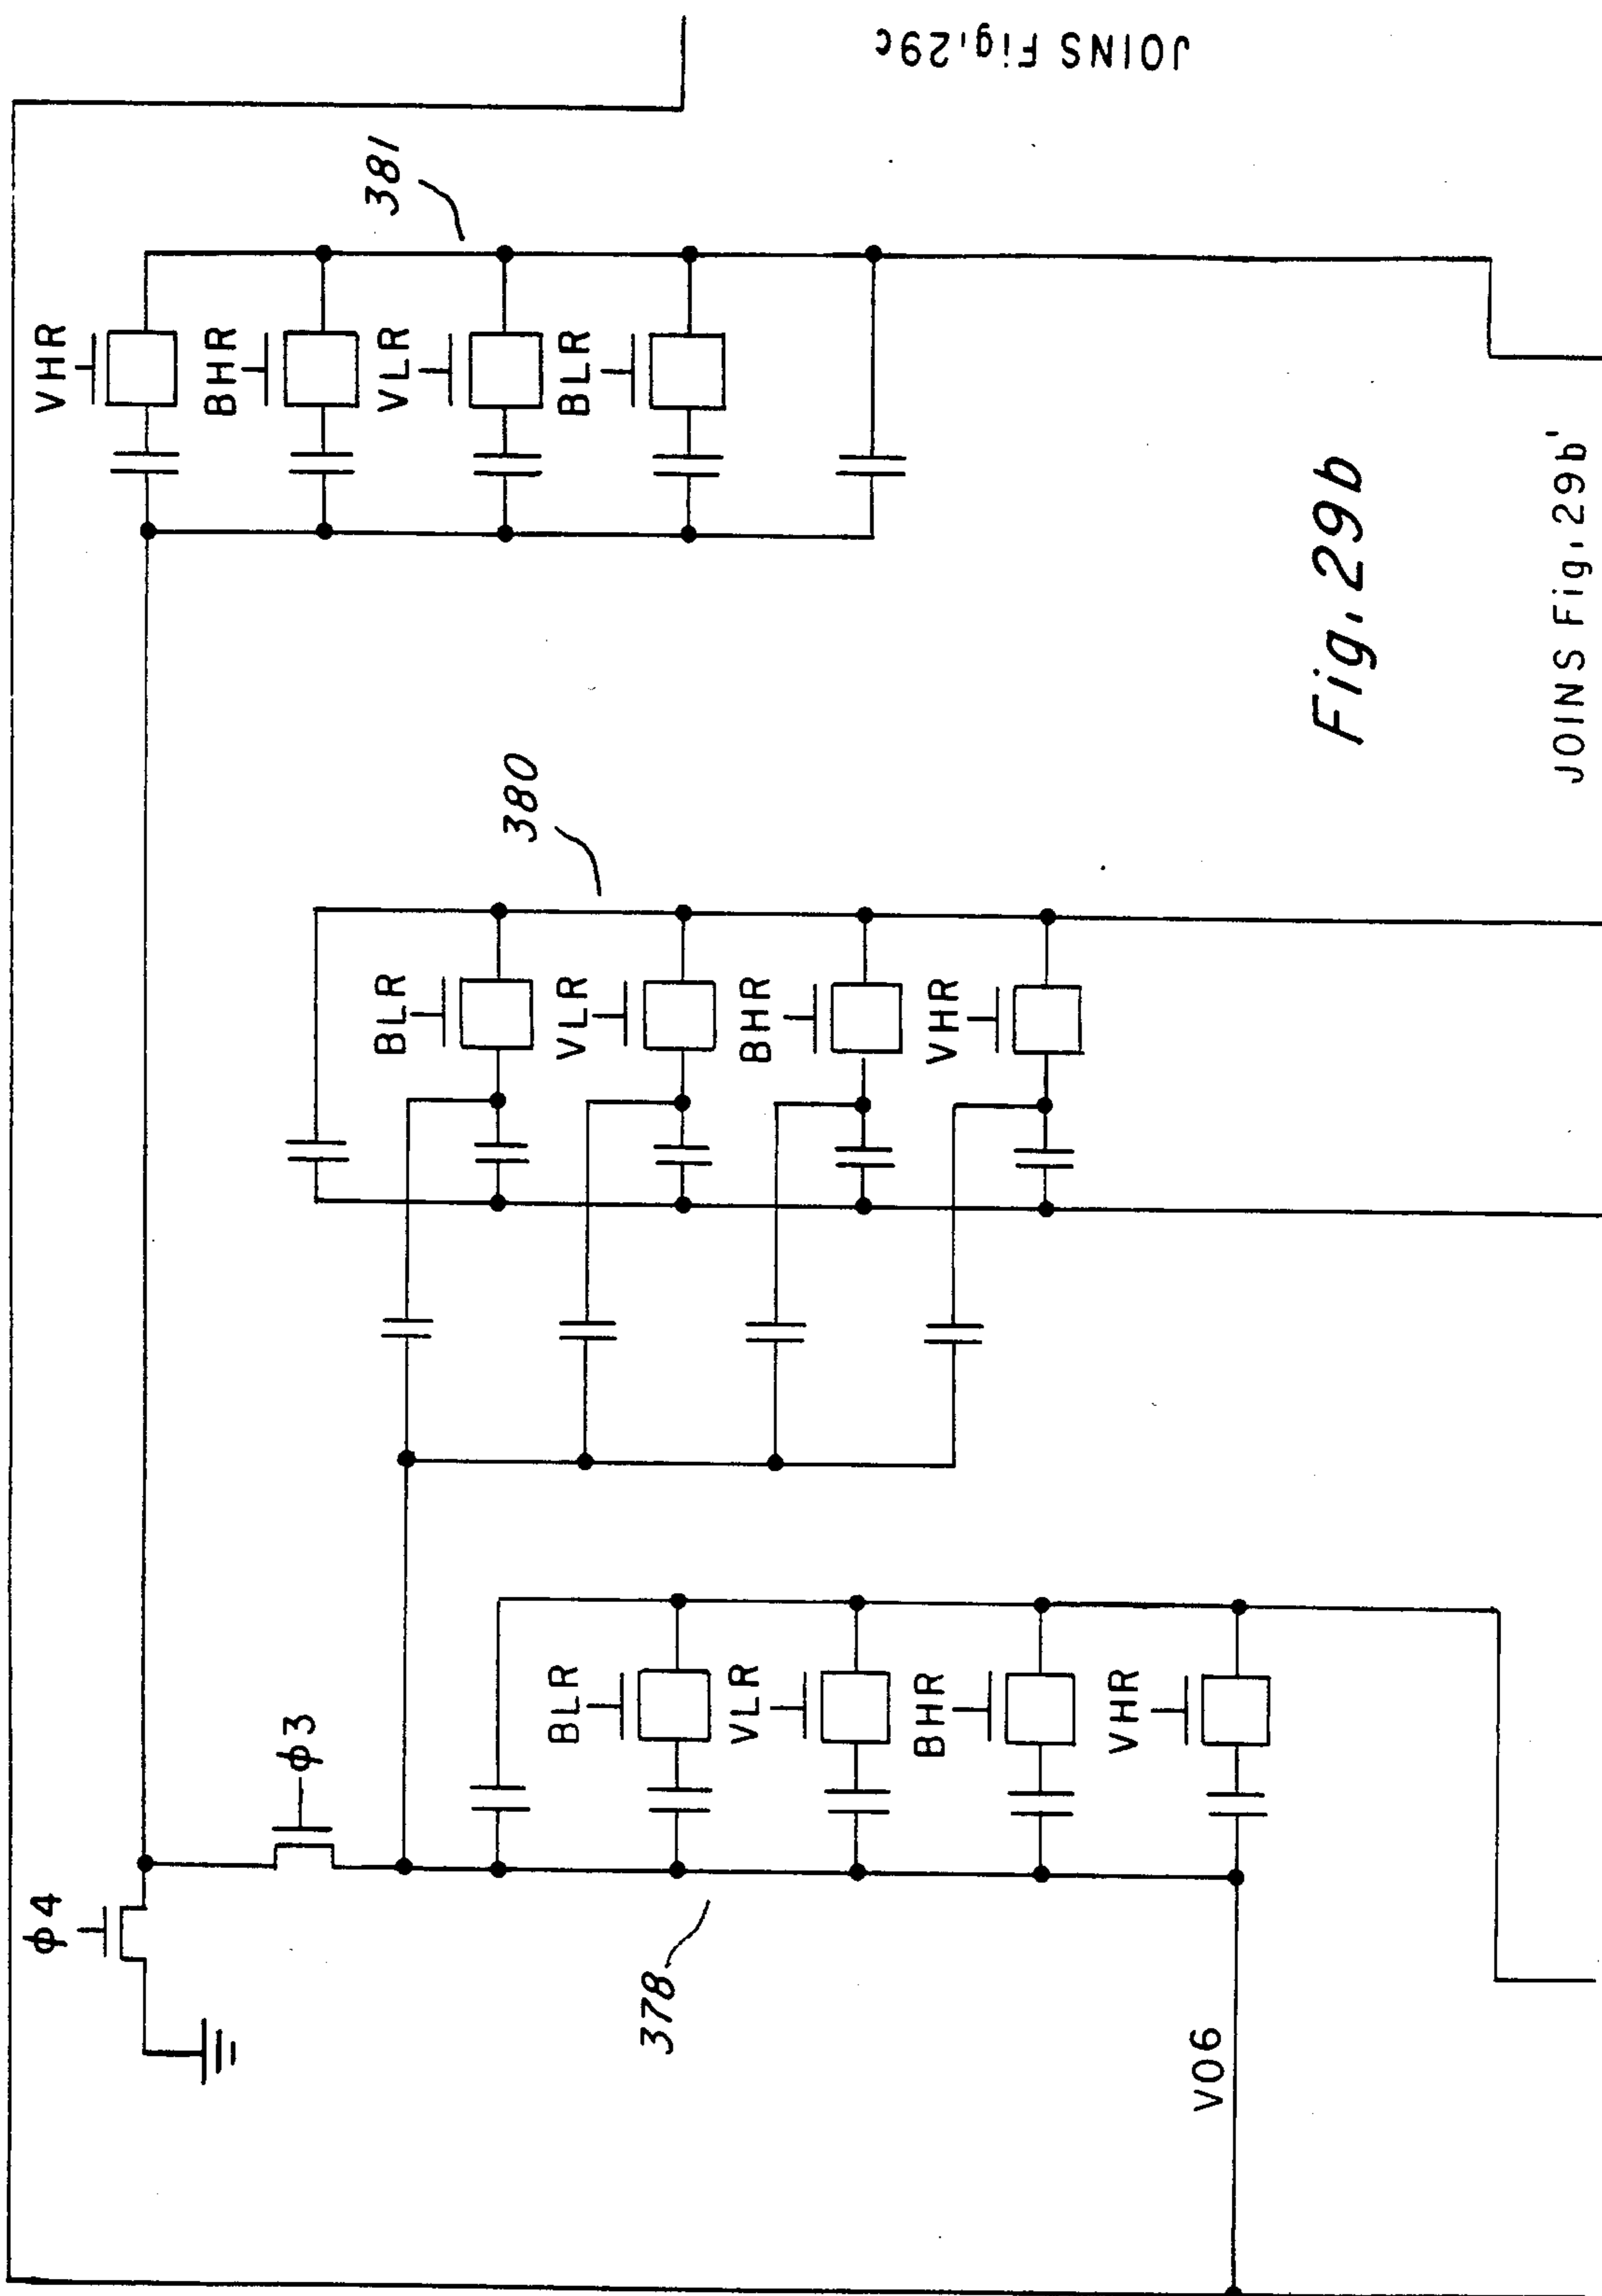 JOINS Fig.29c
381
VHR
BHR
VLR
BLR
380
BLR
VLR
BHR
VHR
φ3
φ4
BLR
VLR
BHR
VHR
378
V06
Fig. 29b
JOINS Fig. 29b'